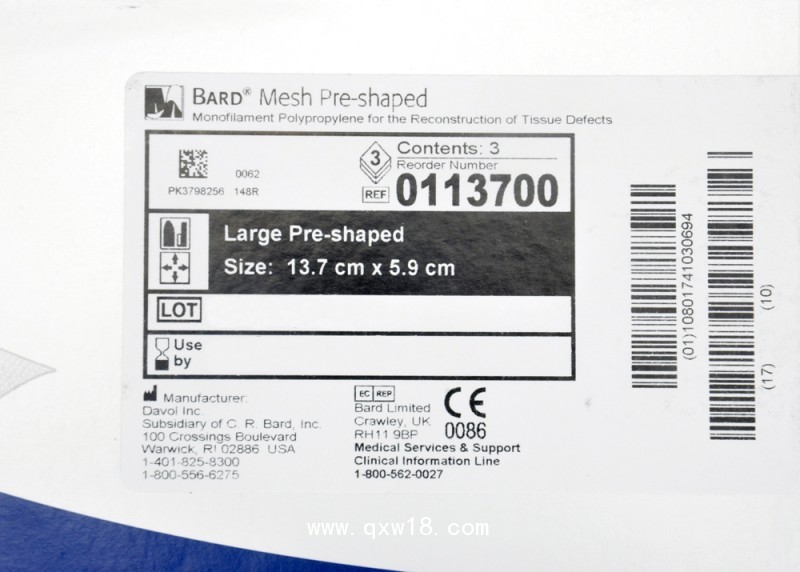 BARD® Mesh Pre-shaped
Monofilament Polypropylene for the Reconstruction of Tissue Defects
0062
PK3798256 148R
3
Contents: 3
Reorder Number
REF 0113700
Large Pre-shaped
Size: 13.7 cm x 5.9 cm
LOT
Use
by
Manufacturer:
Davol Inc.
Subsidiary of C. R. Bard, Inc.
100 Crossings Boulevard
Warwick, RI 02886 USA
1-401-825-8300
1-800-556-6275
EC REP
Bard Limited
Crawley, UK
RH11 9BP
CE
0086
Medical Services & Support
Clinical Information Line
1-800-562-0027
(01)10801741030694
(17) (10)
www.qxw18.com